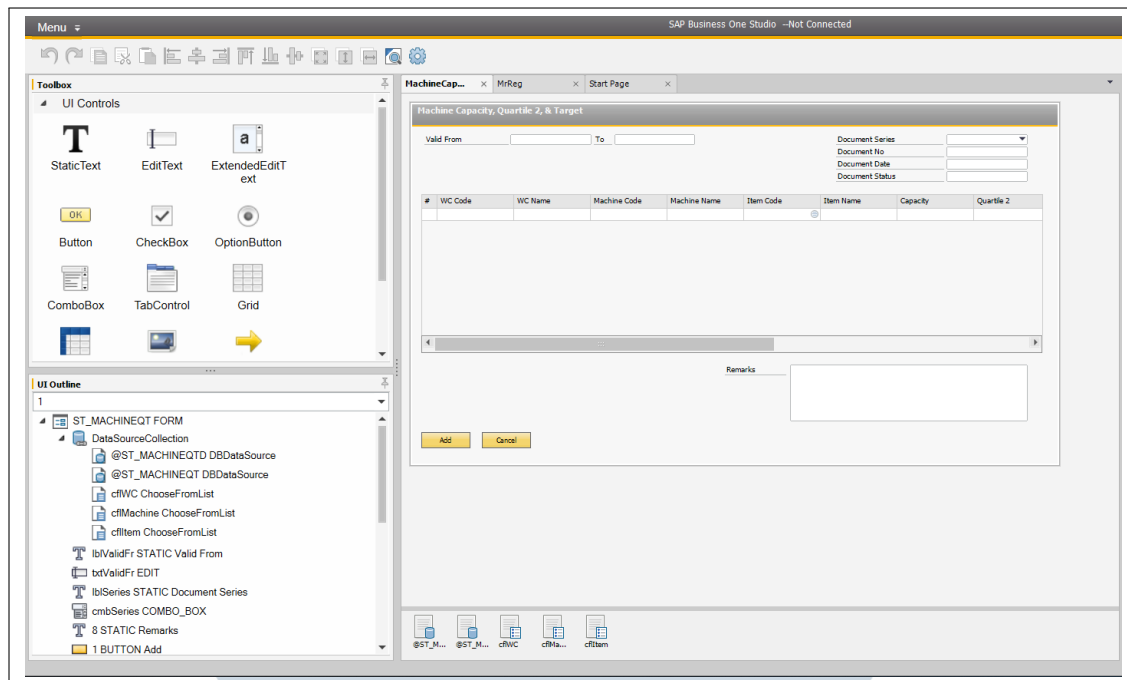 Menu
SAP Business One Studio --Not Connected
Toolbox
UI Controls
T
a
StaticText EditText ExtendedEditT
ext
OK
Button CheckBox OptionButton
ComboBox TabControl Grid
UI Outline
1
ST_MACHINEQT FORM
DataSourceCollection
@ST_MACHINEQTD DBDataSource
@ST_MACHINEQT DBDataSource
cflWC ChooseFromList
cflMachine ChooseFromList
cflItem ChooseFromList
lblValidFr STATIC Valid From
txtValidFr EDIT
lblSeries STATIC Document Series
cmbSeries COMBO_BOX
8 STATIC Remarks
1 BUTTON Add
MachineCap... × MrReg × Start Page ×
Machine Capacity, Quartile 2, & Target
Valid From To
Document Series
Document No
Document Date
Document Status
# WC Code WC Name Machine Code Machine Name Item Code Item Name Capacity Quartile 2
Remarks
Add Cancel
@ST_M... @ST_M... cflWC cflMa... cflItem